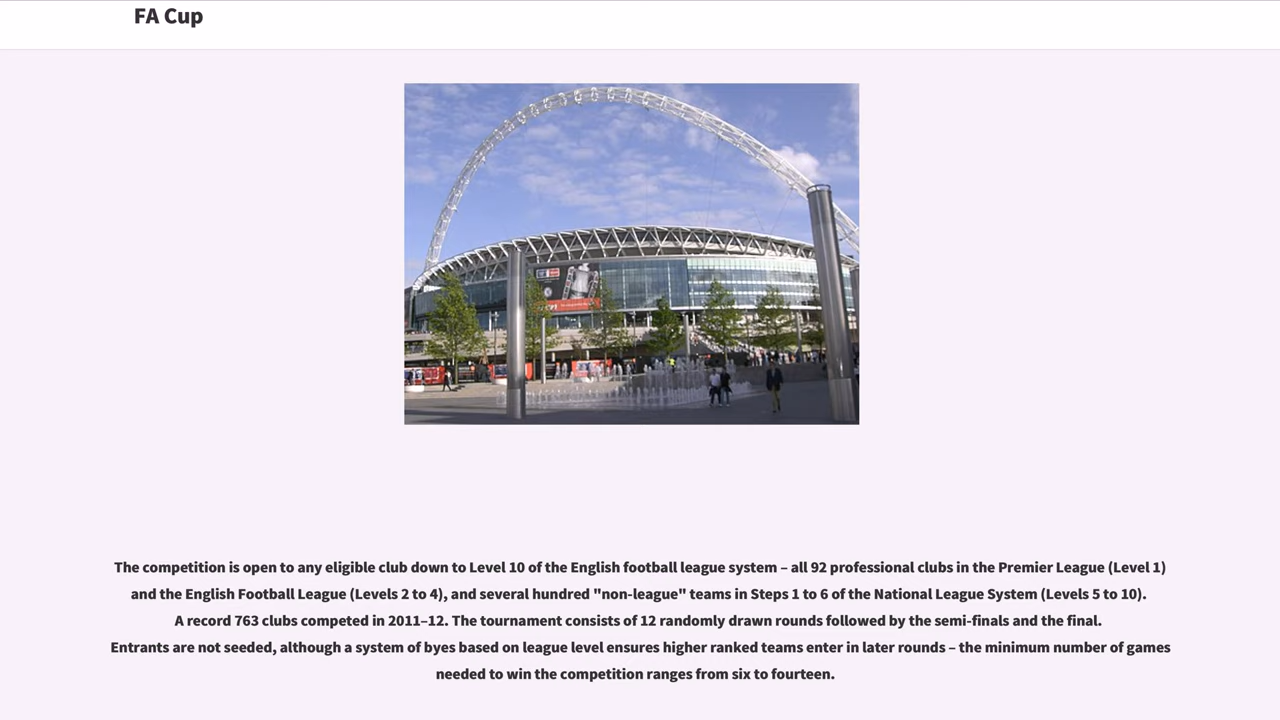 FA Cup
The competition is open to any eligible club down to Level 10 of the English football league system – all 92 professional clubs in the Premier League (Level 1)
and the English Football League (Levels 2 to 4), and several hundred "non-league" teams in Steps 1 to 6 of the National League System (Levels 5 to 10).
A record 763 clubs competed in 2011–12. The tournament consists of 12 randomly drawn rounds followed by the semi-finals and the final.
Entrants are not seeded, although a system of byes based on league level ensures higher ranked teams enter in later rounds – the minimum number of games
needed to win the competition ranges from six to fourteen.